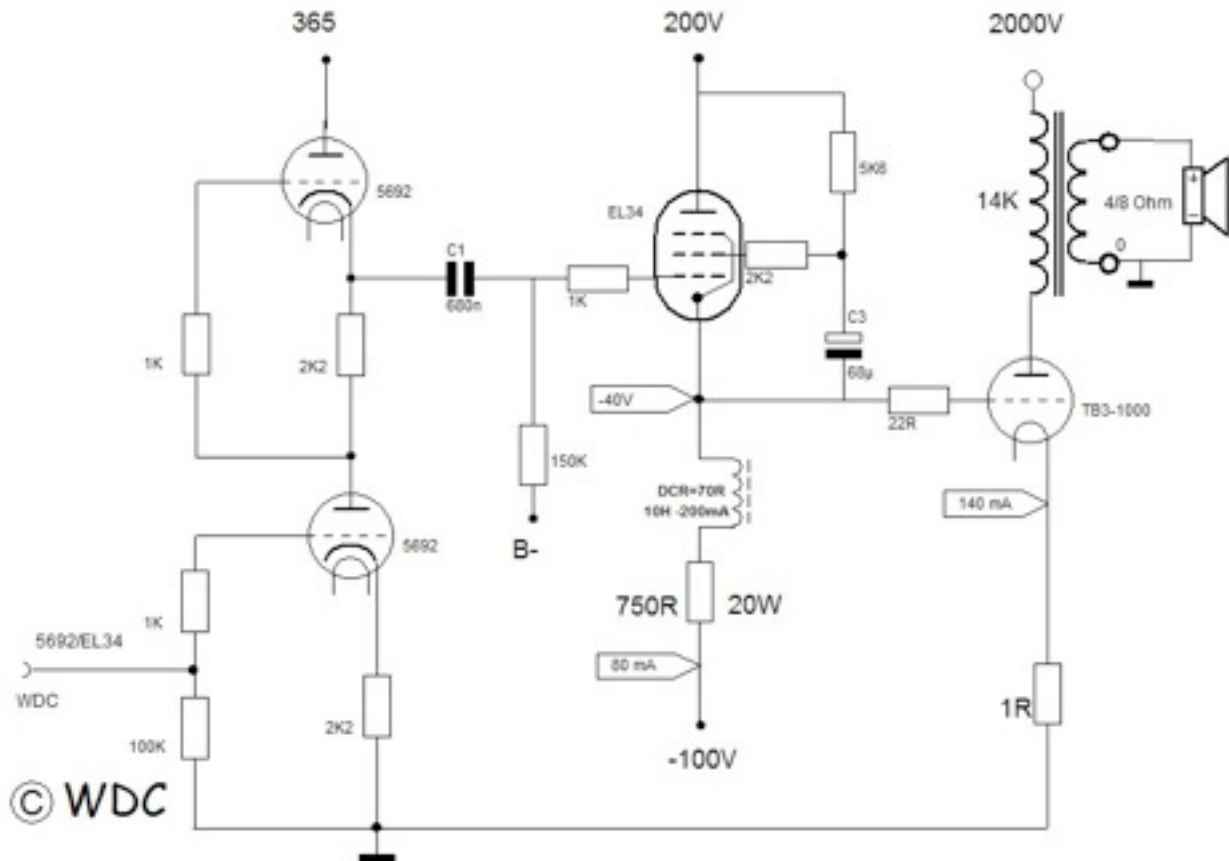 365
200V
2000V
5692
5K6
EL34
14K
4/8 Ohm
+
-
C1
680n
1K
2K2
0
1K
2K2
C3
68µ
-40V
22R
TB3-1000
150K
DCR=70R
10H -200mA
140 mA
5692
B-
1K
750R
20W
5692/EL34
80 mA
WDC
2K2
1R
100K
-100V
© WDC